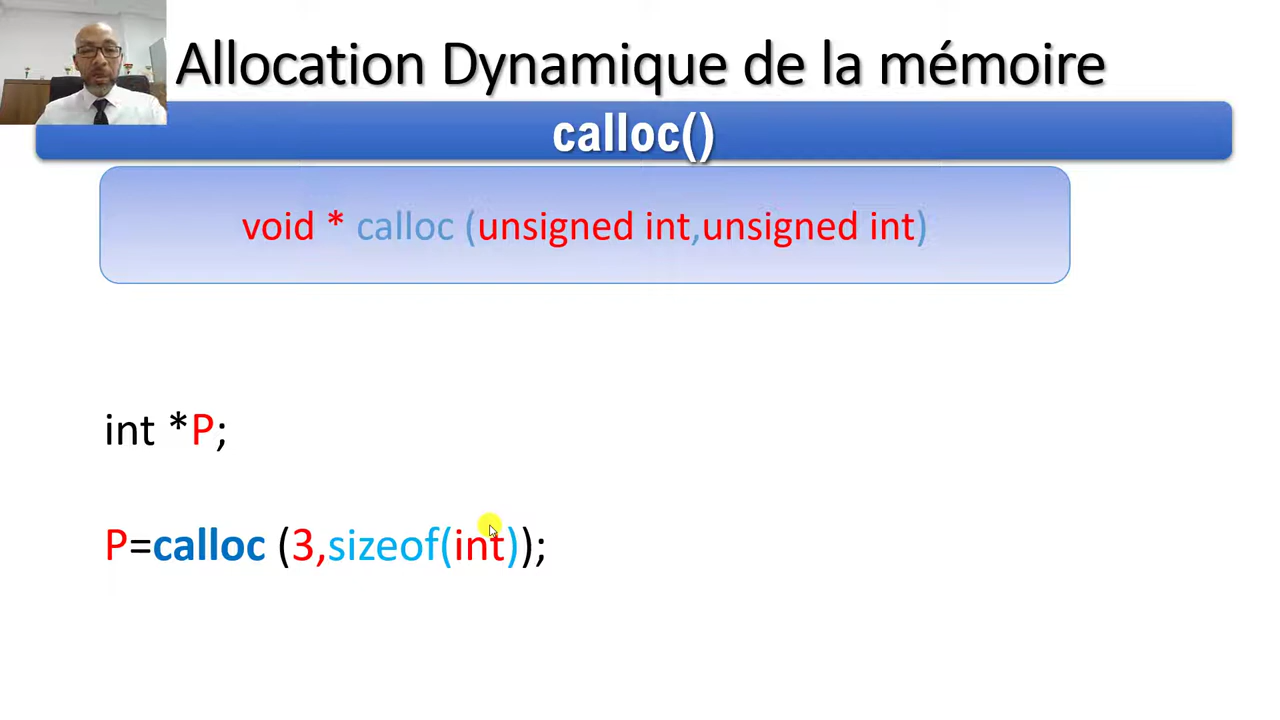 Allocation Dynamique de la mémoire
calloc()
void * calloc (unsigned int,unsigned int)
int *P;
P=calloc (3,sizeof(int));